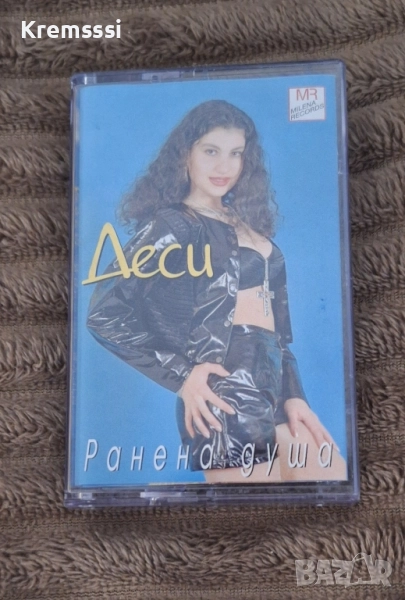 Kremsssi
MR
MILENA
RECORDS
Деси
Ранена душа
BAZAR